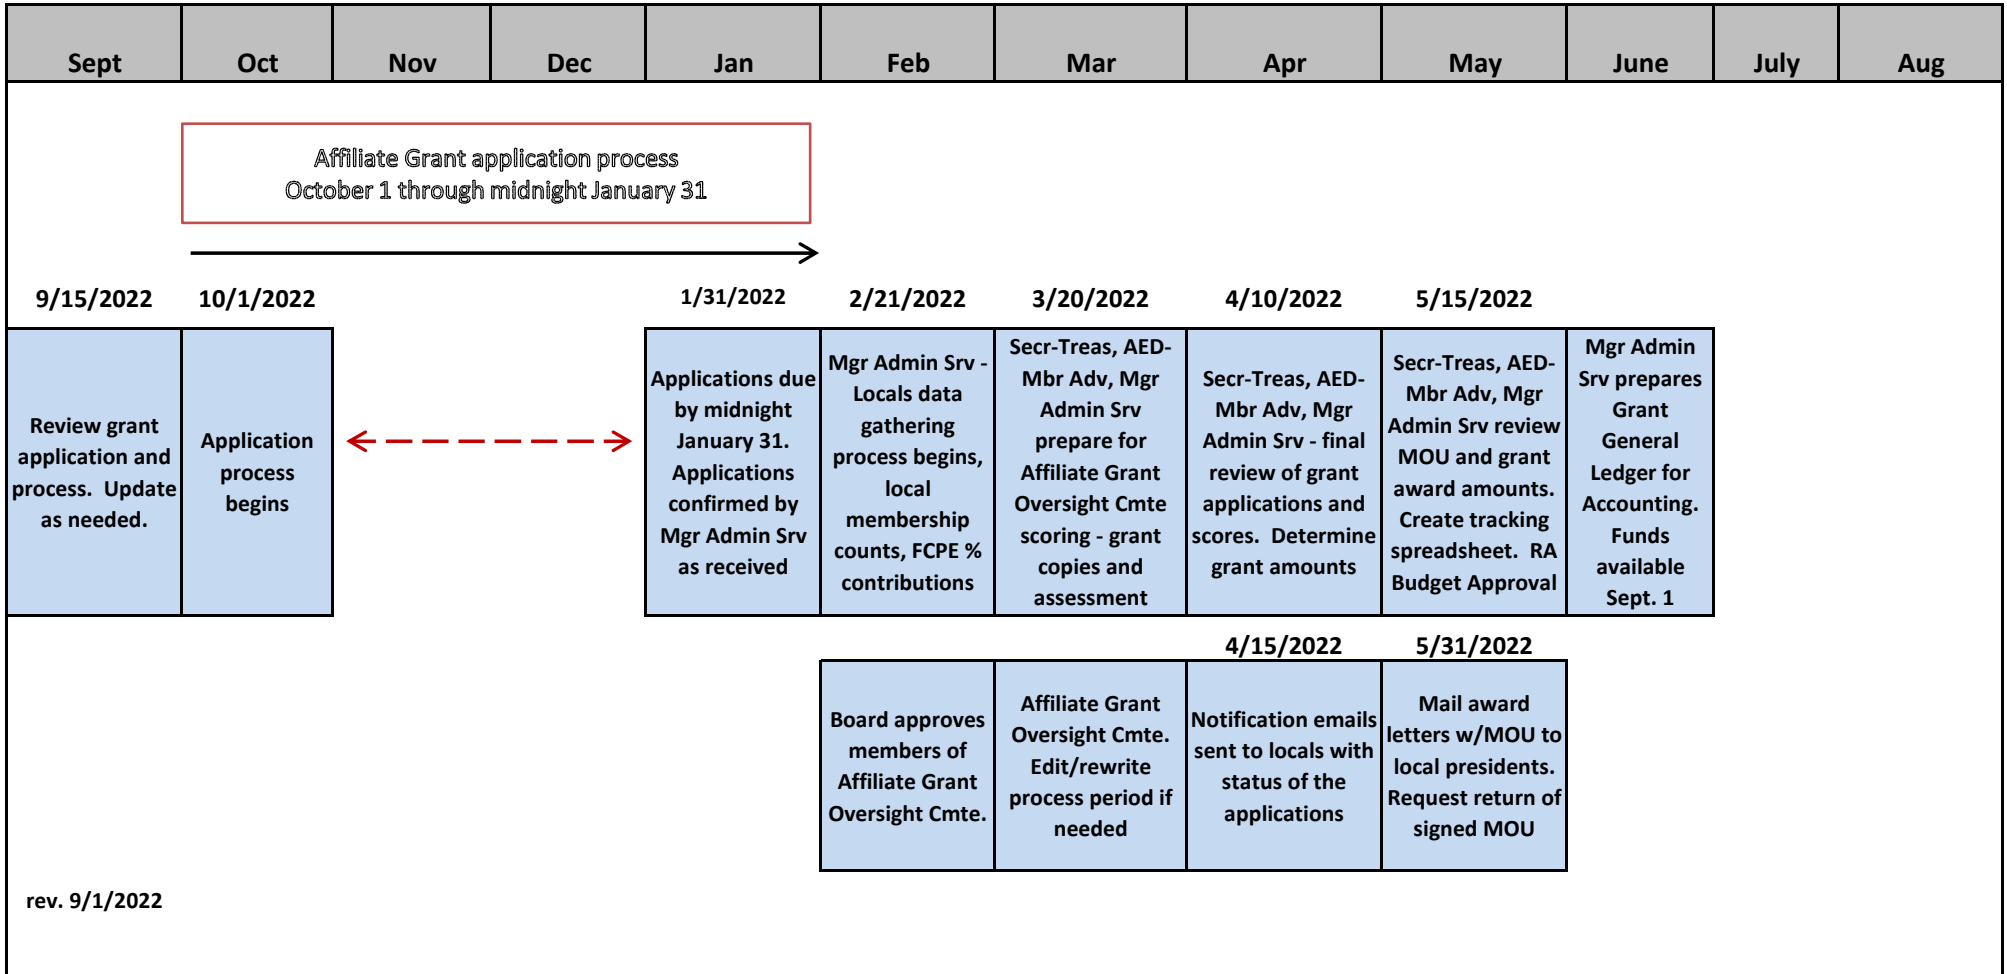 Sept Oct Nov Dec Jan Feb Mar Apr May June July Aug
Affiliate Grant application process
October 1 through midnight January 31
9/15/2022 10/1/2022 1/31/2022 2/21/2022 3/20/2022 4/10/2022 5/15/2022
Review grant
application and
process.  Update
as needed.
Application
process
begins
Applications due
by midnight
January 31.
Applications
confirmed by
Mgr Admin Srv
as received
Mgr Admin Srv -
Locals data
gathering
process begins,
local
membership
counts, FCPE %
contributions
Secr-Treas, AED-
Mbr Adv, Mgr
Admin Srv
prepare for
Affiliate Grant
Oversight Cmte
scoring - grant
copies and
assessment
Secr-Treas, AED-
Mbr Adv, Mgr
Admin Srv - final
review of grant
applications and
scores.  Determine
grant amounts
Secr-Treas, AED-
Mbr Adv, Mgr
Admin Srv review
MOU and grant
award amounts.
Create tracking
spreadsheet.  RA
Budget Approval
Mgr Admin
Srv prepares
Grant
General
Ledger for
Accounting.
Funds
available
Sept. 1
4/15/2022 5/31/2022
Board approves
members of
Affiliate Grant
Oversight Cmte.
Affiliate Grant
Oversight Cmte.
Edit/rewrite
process period if
needed
Notification emails
sent to locals with
status of the
applications
Mail award
letters w/MOU to
local presidents.
Request return of
signed MOU
rev. 9/1/2022